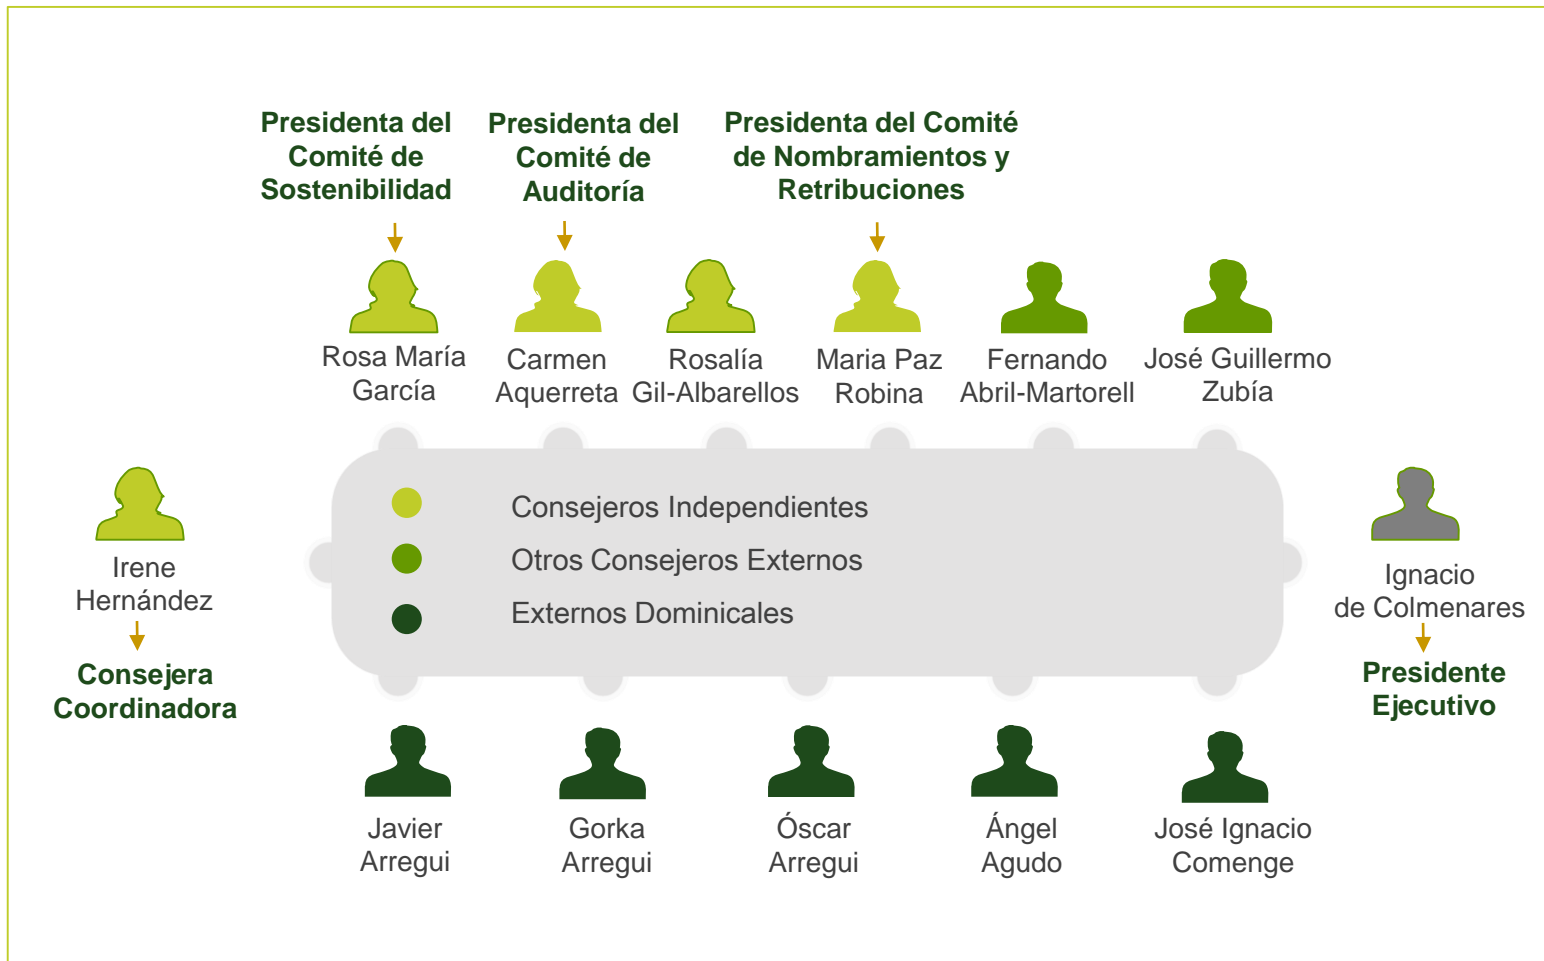 Presidenta del
Comité de
Sostenibilidad
Presidenta del
Comité de
Auditoría
Presidenta del Comité
de Nombramientos y
Retribuciones
Rosa María
García
Carmen
Aquerreta
Rosalía
Gil-Albarellos
Maria Paz
Robina
Fernando
Abril-Martorell
José Guillermo
Zubía
Irene
Hernández
Consejera
Coordinadora
Consejeros Independientes
Otros Consejeros Externos
Externos Dominicales
Ignacio
de Colmenares
Presidente
Ejecutivo
Javier
Arregui
Gorka
Arregui
Óscar
Arregui
Ángel
Agudo
José Ignacio
Comenge